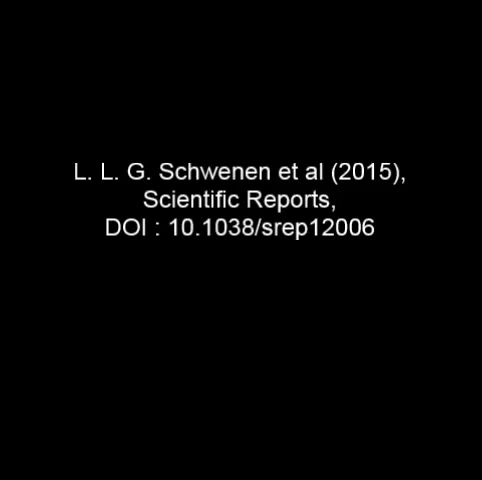 L. L. G. Schwenen et al (2015),
Scientific Reports,
DOI : 10.1038/srep12006